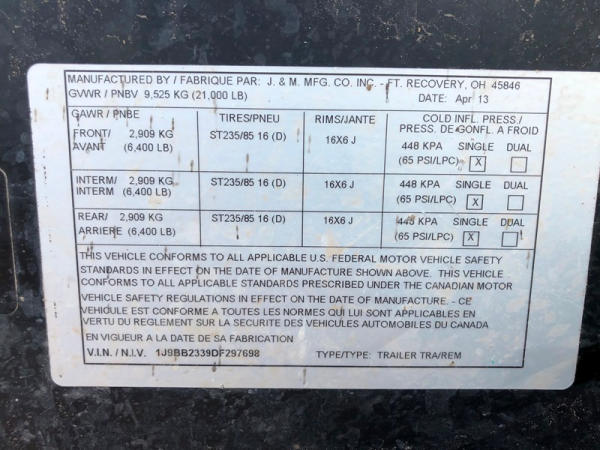 MANUFACTURED BY / FABRIQUE PAR: J. & M. MFG. CO. INC. - FT. RECOVERY, OH 45846
GVWR / PNBV 9,525 KG (21,000 LB) DATE: Apr 13
GAWR / PNBE TIRES/PNEU RIMS/JANTE COLD INFL. PRESS./
PRESS. DE GONFL. A FROID
FRONT/ 2,909 KG ST235/85 16 (D) 16X6 J 448 KPA SINGLE DUAL
AVANT (6,400 LB) (65 PSI/LPC) X
INTERM/ 2,909 KG ST235/85 16 (D) 16X6 J 448 KPA SINGLE DUAL
INTERM (6,400 LB) (65 PSI/LPC) X
REAR/ 2,909 KG ST235/85 16 (D) 16X6 J 448 KPA SINGLE DUAL
ARRIERE (6,400 LB) (65 PSI/LPC) X
THIS VEHICLE CONFORMS TO ALL APPLICABLE U.S. FEDERAL MOTOR VEHICLE SAFETY
STANDARDS IN EFFECT ON THE DATE OF MANUFACTURE SHOWN ABOVE. THIS VEHICLE
CONFORMS TO ALL APPLICABLE STANDARDS PRESCRIBED UNDER THE CANADIAN MOTOR
VEHICLE SAFETY REGULATIONS IN EFFECT ON THE DATE OF MANUFACTURE. - CE
VEHICULE EST CONFORME A TOUTES LES NORMES QUI LUI SONT APPLICABLES EN
VERTU DU REGLEMENT SUR LA SECURITE DES VEHICULES AUTOMOBILES DU CANADA
EN VIGUEUR A LA DATE DE SA FABRICATION
V.I.N. / N.I.V. 1J9BB2339DF297698 TYPE/TYPE: TRAILER TRA/REM